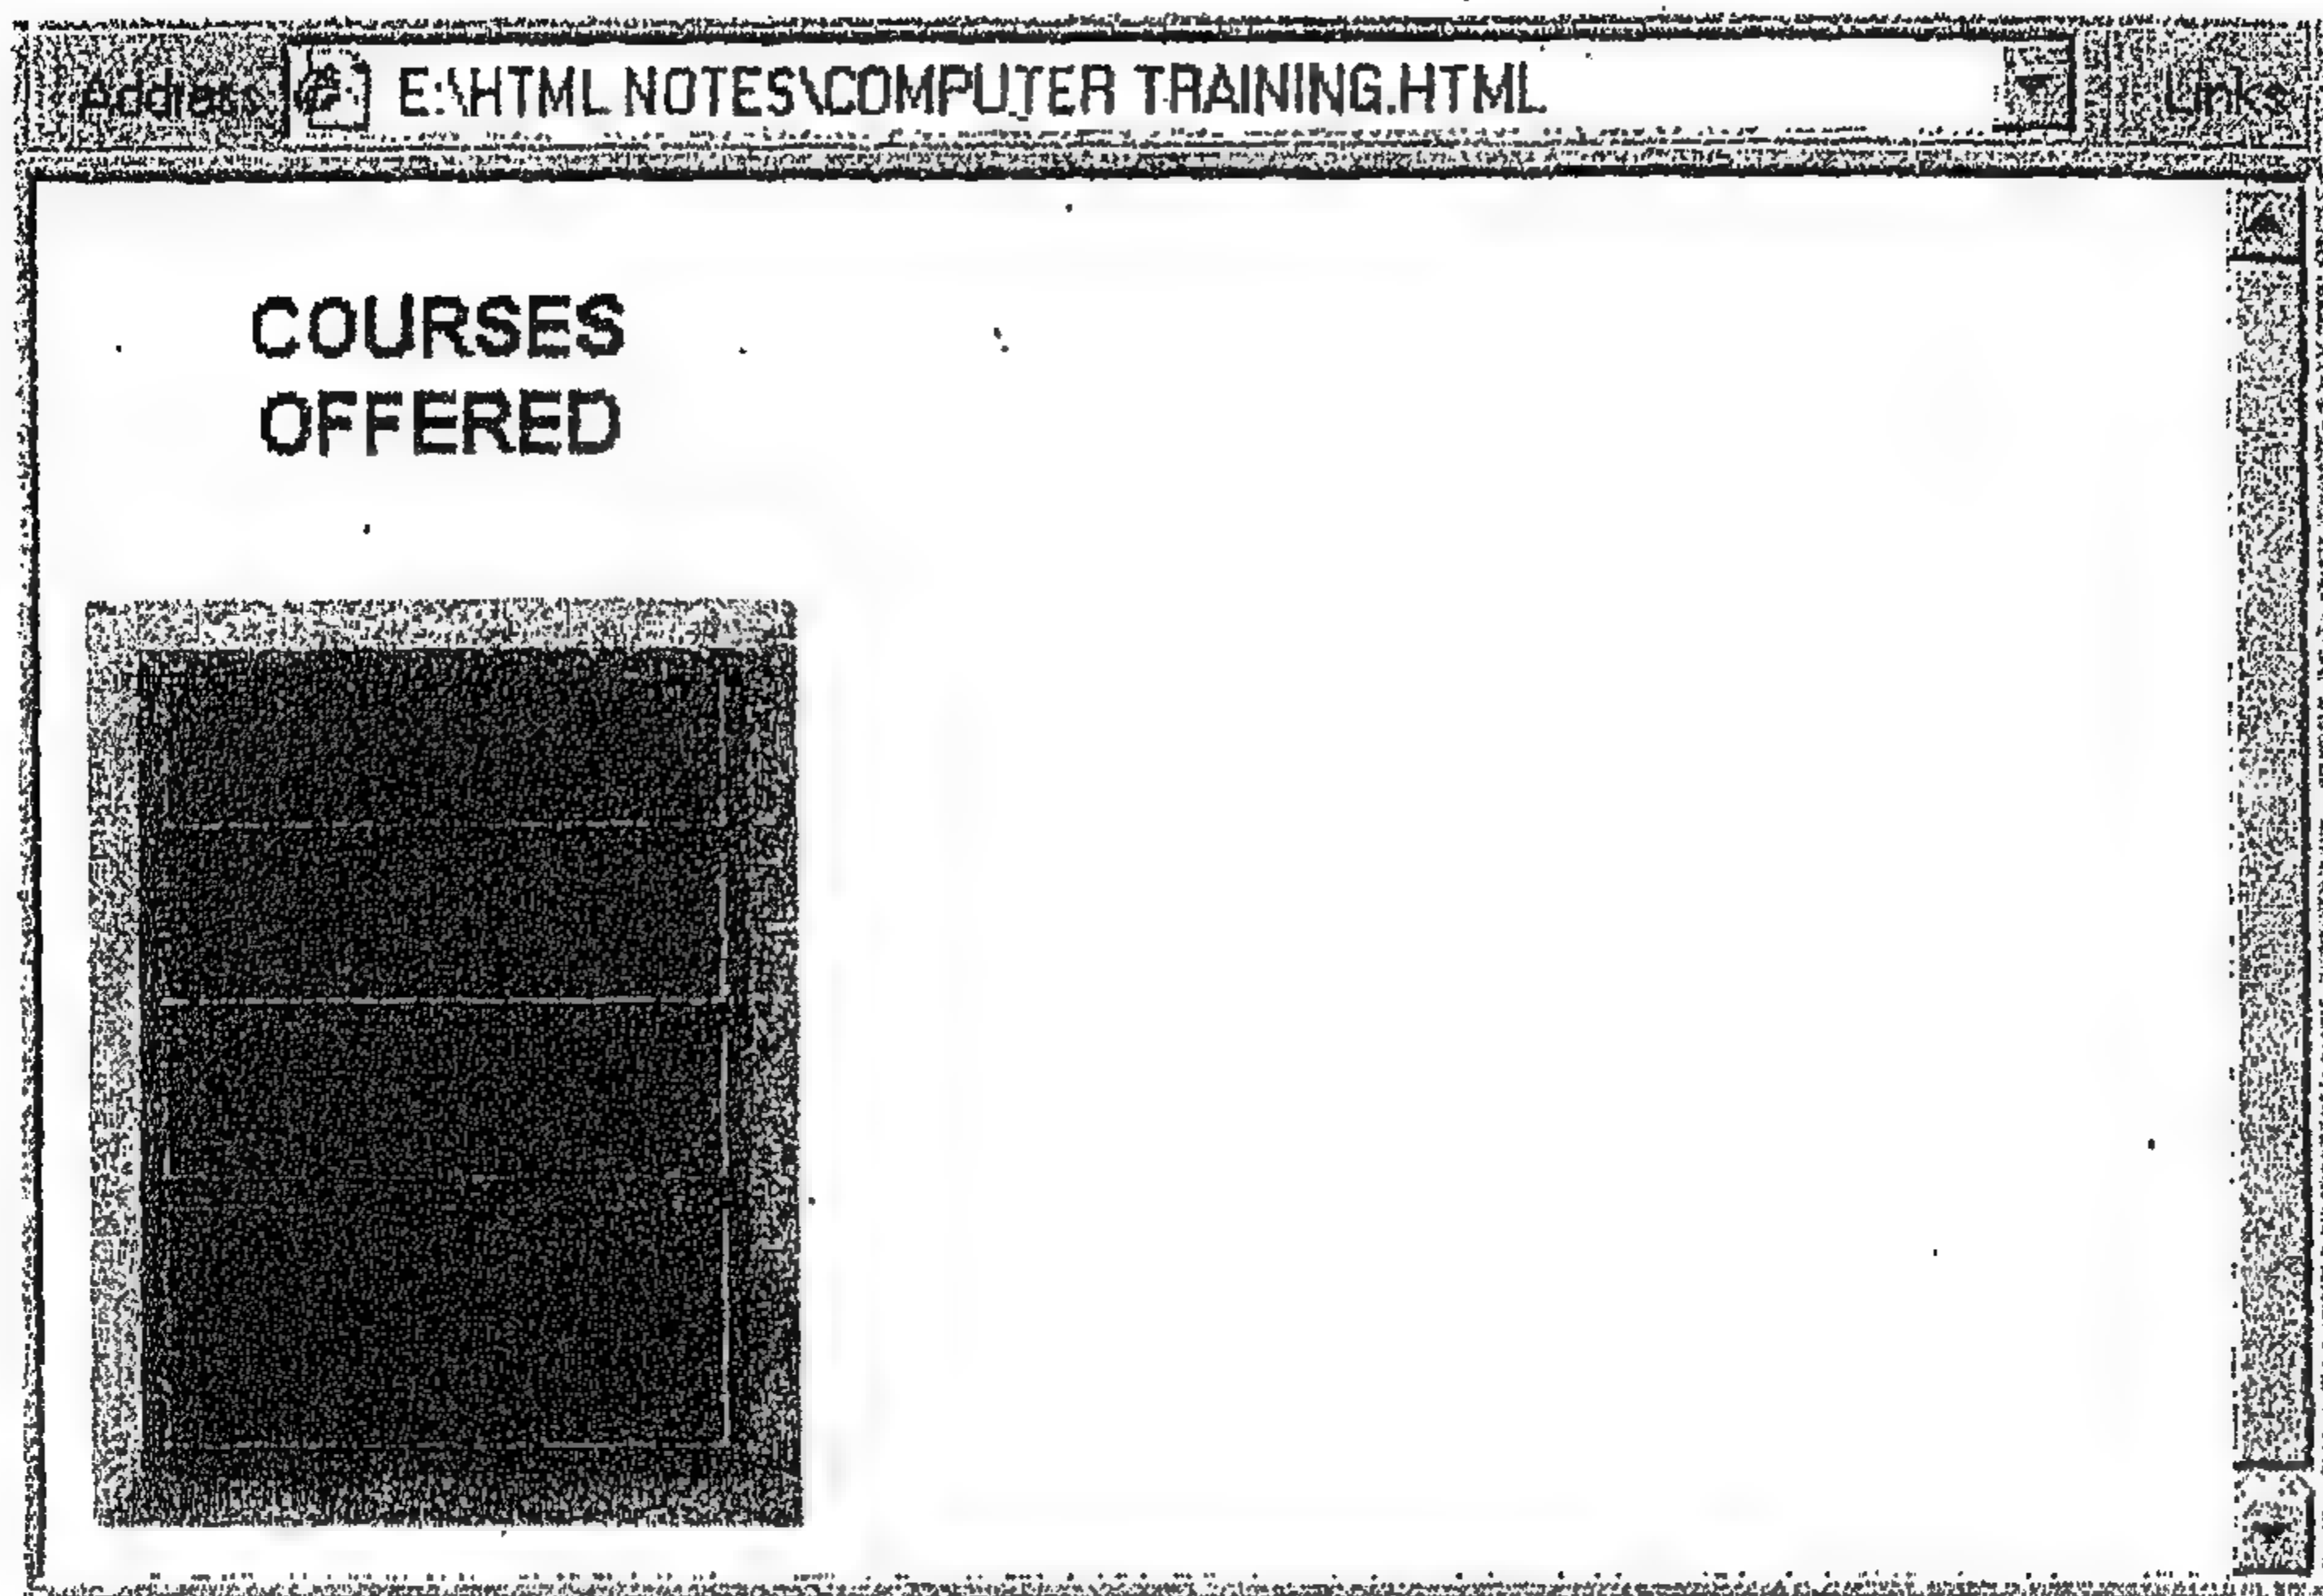 Address E:\HTML NOTES\COMPUTER TRAINING.HTML Links
COURSES
OFFERED